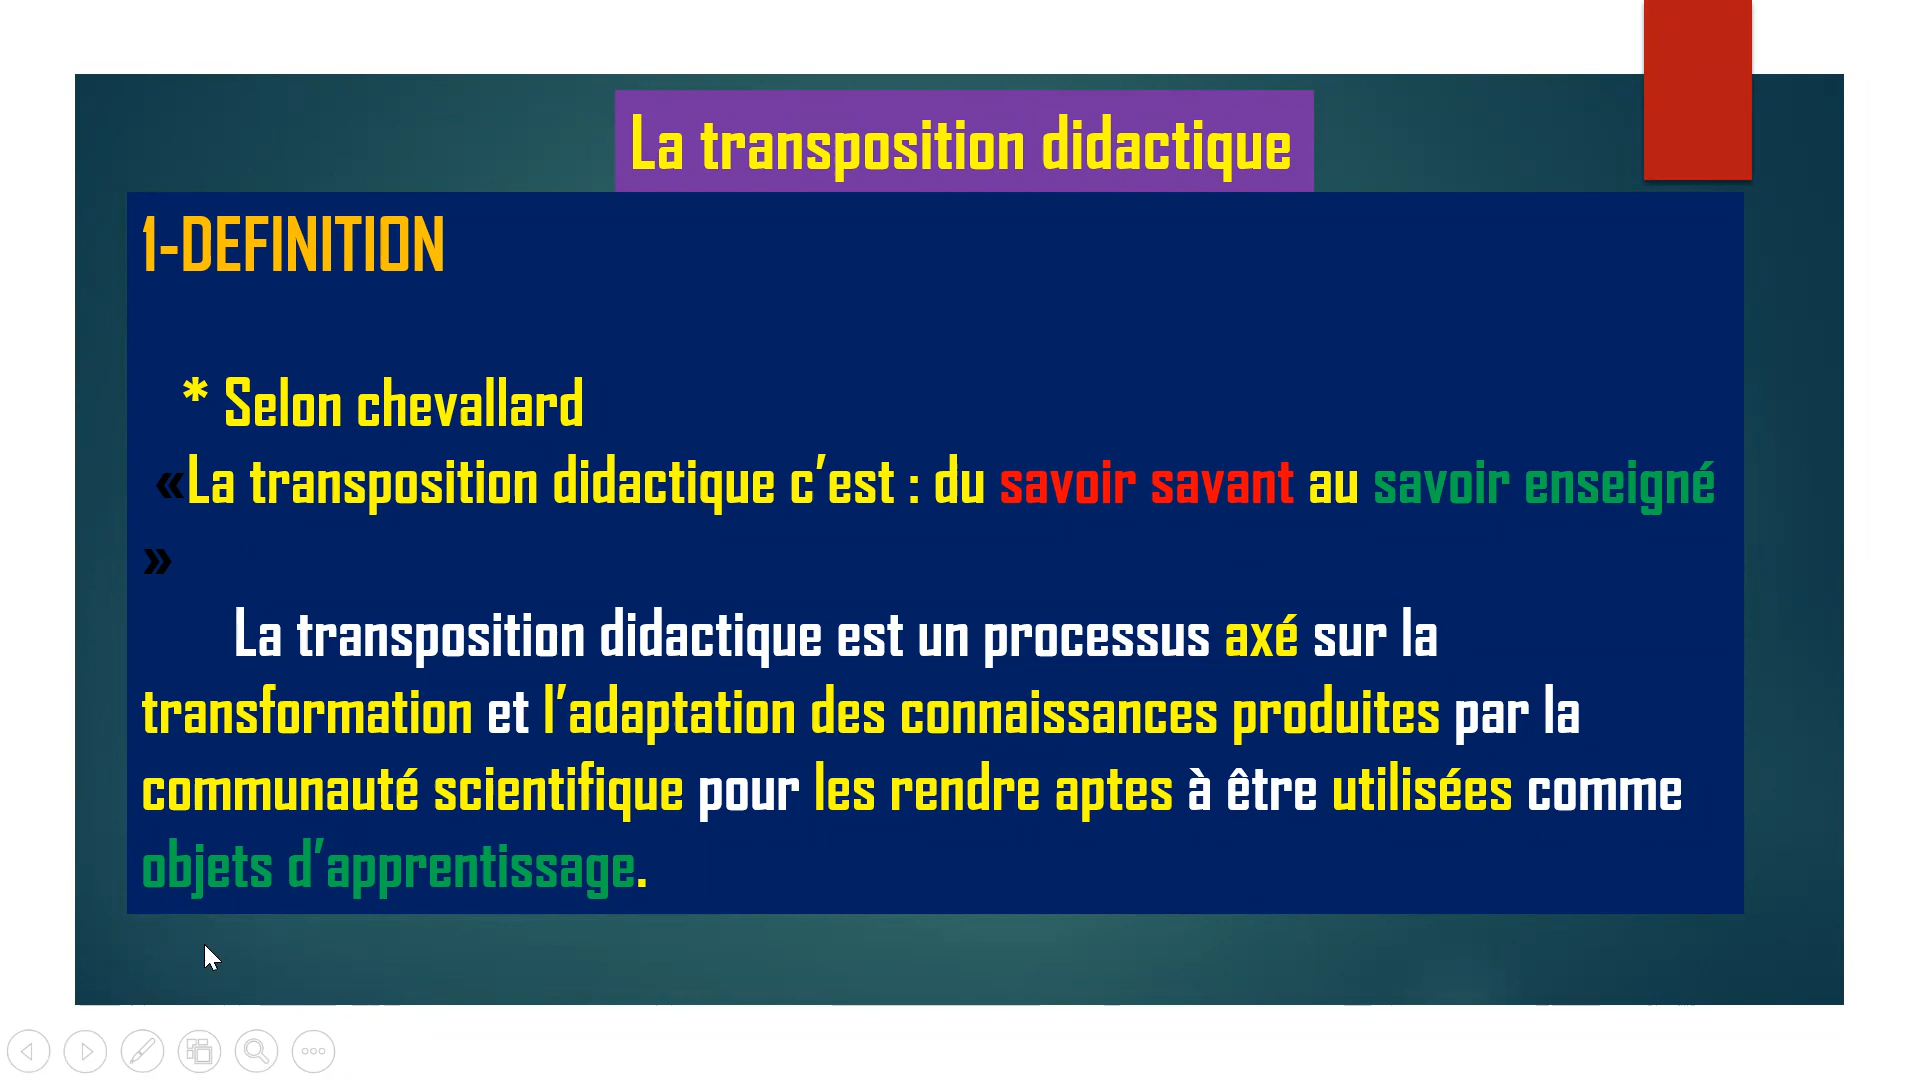 La transposition didactique
1-DEFINITION
* Selon chevallard
«La transposition didactique c’est : du savoir savant au savoir enseigné
»
La transposition didactique est un processus axé sur la
transformation et l’adaptation des connaissances produites par la
communauté scientifique pour les rendre aptes à être utilisées comme
objets d’apprentissage.